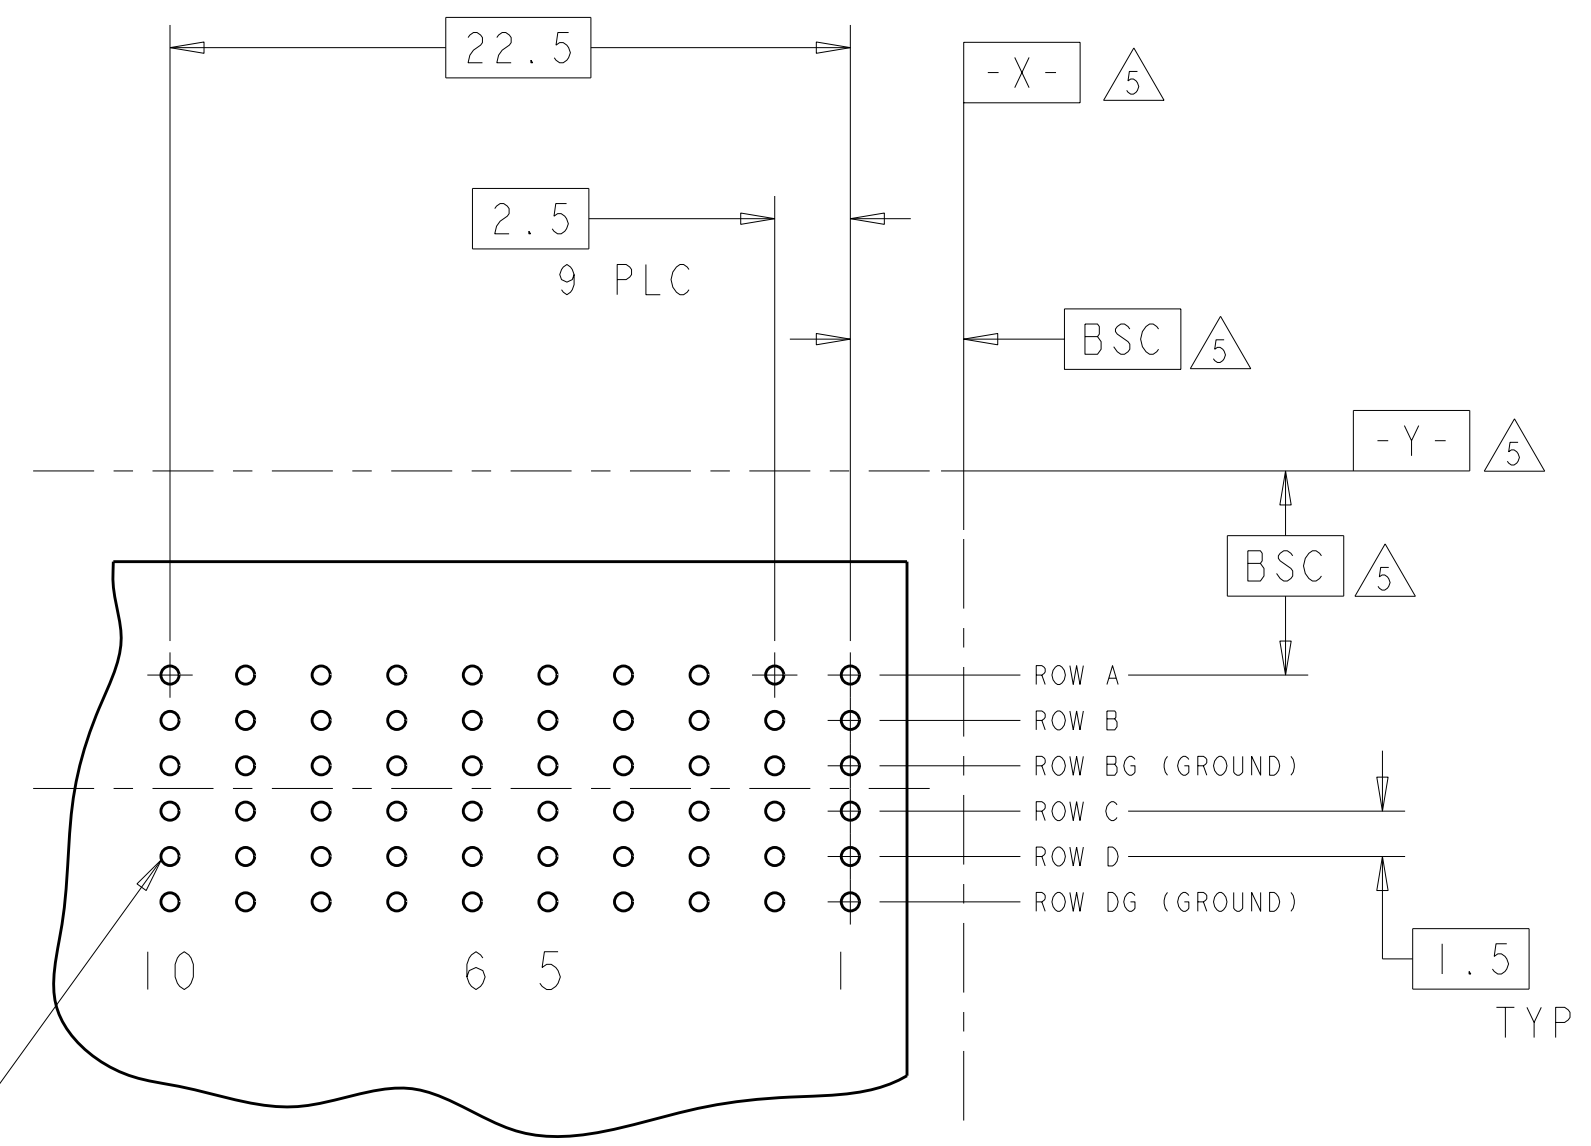 22.5
-X- 5
2.5
9 PLC
BSC 5
-Y- 5
BSC 5
ROW A
ROW B
ROW BG (GROUND)
ROW C
ROW D
ROW DG (GROUND)
10 6 5 1
1.5
TYP